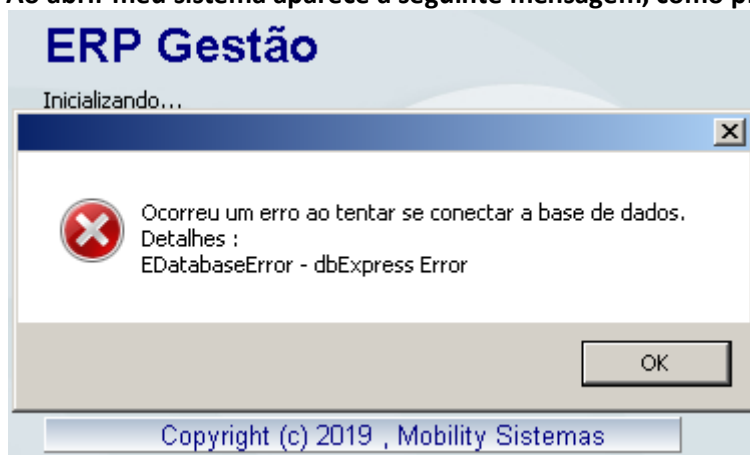 Ao abrir meu sistema aparece a seguinte mensagem, como
ERP Gestão
Inicializando...
Ocorreu um erro ao tentar se conectar a base de dados.
Detalhes :
EDatabaseError - dbExpress Error
OK
Copyright (c) 2019 , Mobility Sistemas